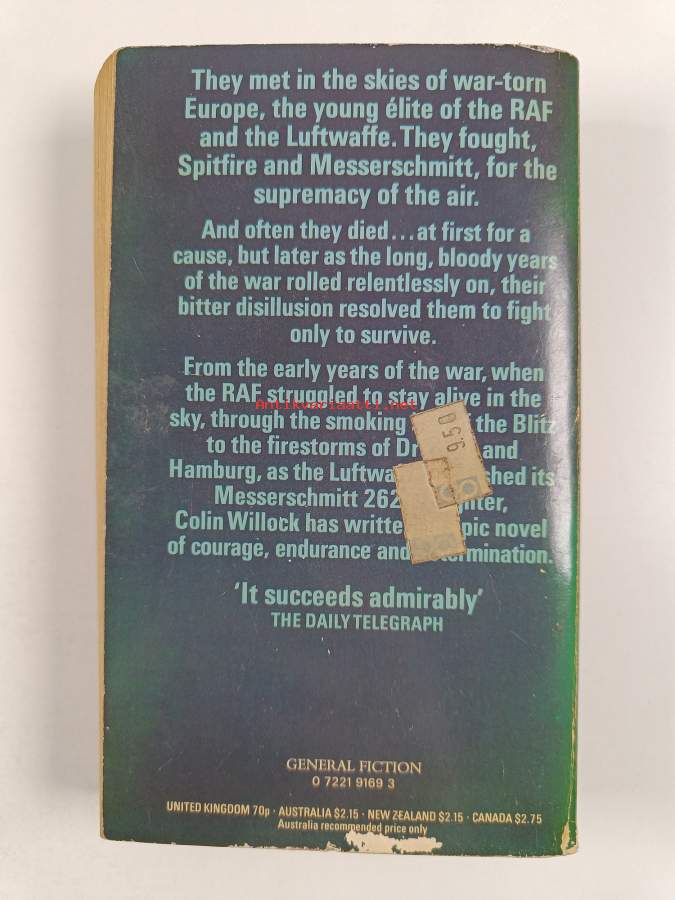 They met in the skies of war-torn
Europe, the young élite of the RAF
and the Luftwaffe. They fought,
Spitfire and Messerschmitt, for the
supremacy of the air.
And often they died...at first for a
cause, but later as the long, bloody years
of the war rolled relentlessly on, their
bitter disillusion resolved them to fight
only to survive.
From the early years of the war, when
the RAF struggled to stay alive in the
Antikvariaatti.net
sky, through the smoking the Blitz
9.50
to the firestorms of and
Hamburg, as the its
Messerschmitt 262
Colin Willock has novel
of courage, endurance and
'It succeeds admirably'
THE DAILY TELEGRAPH
GENERAL FICTION
0 7221 9169 3
UNITED KINGDOM 70p · AUSTRALIA $2.15 · NEW ZEALAND $2.15 · CANADA $2.75
Australia recommended price only